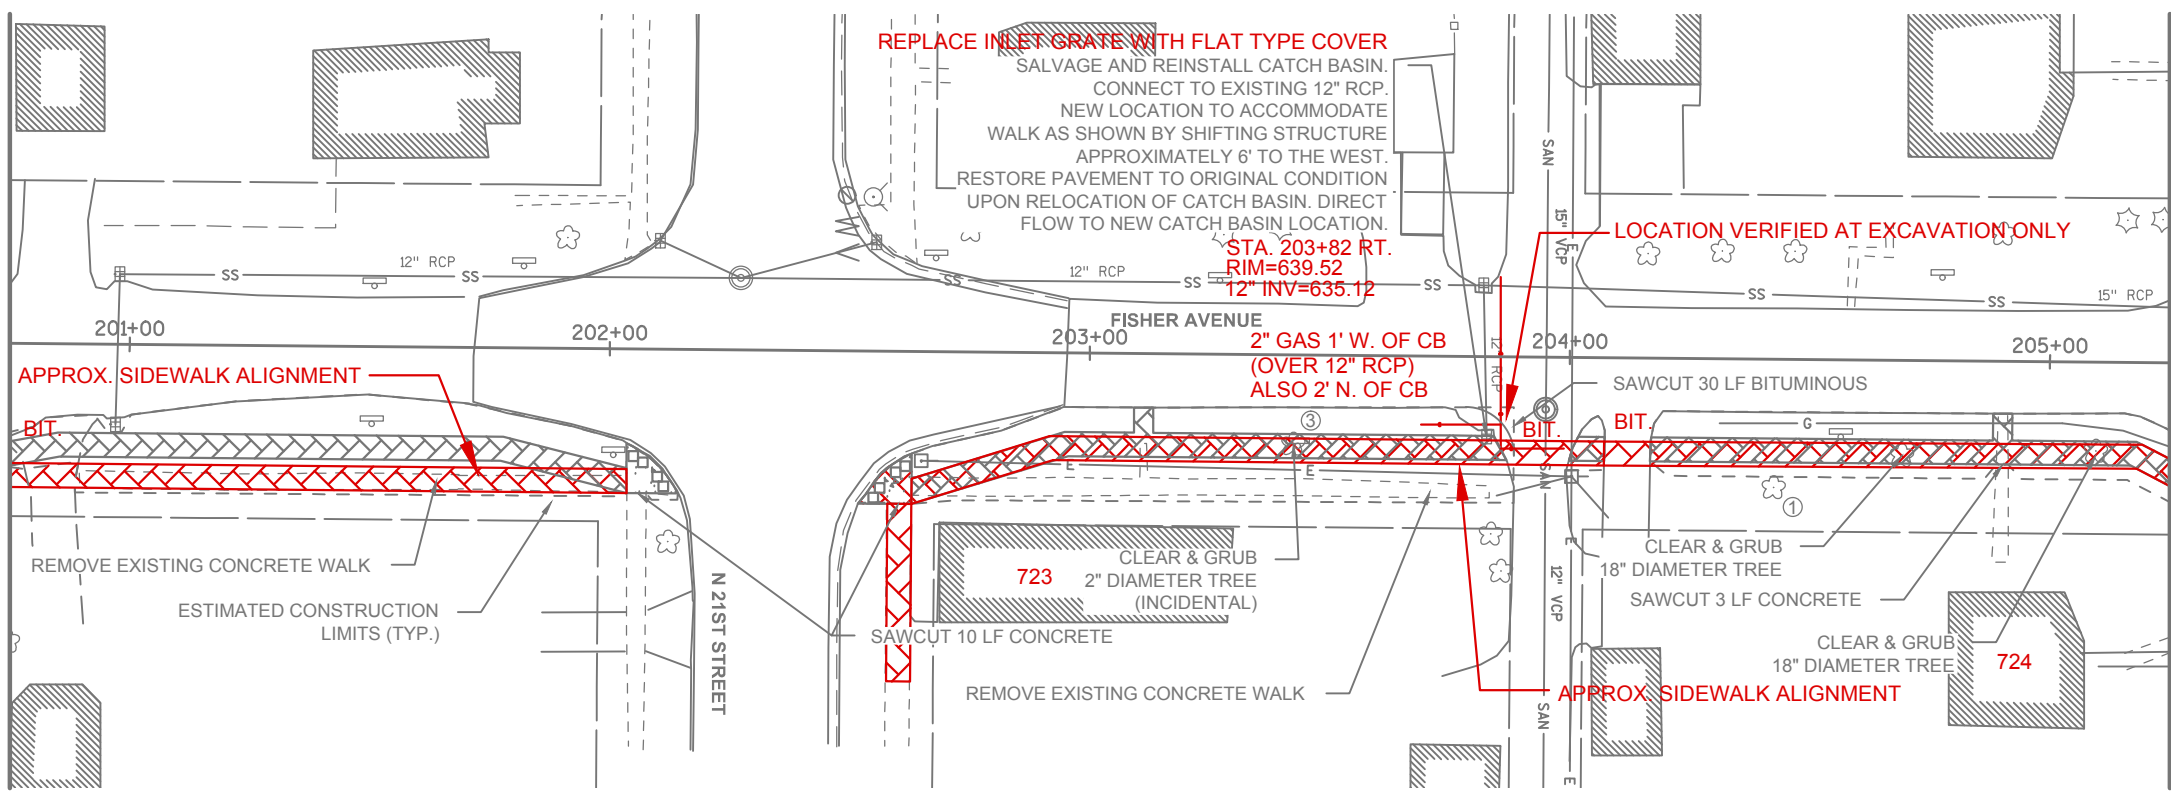 REPLACE INLET GRATE WITH FLAT TYPE COVER
SALVAGE AND REINSTALL CATCH BASIN.
CONNECT TO EXISTING 12" RCP.
NEW LOCATION TO ACCOMMODATE
WALK AS SHOWN BY SHIFTING STRUCTURE
APPROXIMATELY 6' TO THE WEST.
RESTORE PAVEMENT TO ORIGINAL CONDITION
UPON RELOCATION OF CATCH BASIN. DIRECT
FLOW TO NEW CATCH BASIN LOCATION.
STA. 203+82 RT.
RIM=639.52
12" INV=635.12
SAN
15" VCP
E
LOCATION VERIFIED AT EXCAVATION ONLY
SS
12" RCP
SS
SS
12" RCP
SS
SS
SS
SS
15" RCP
201+00
202+00
203+00
FISHER AVENUE
204+00
205+00
2" GAS 1' W. OF CB
(OVER 12" RCP)
ALSO 2' N. OF CB
12" RCP
APPROX. SIDEWALK ALIGNMENT
SAWCUT 30 LF BITUMINOUS
BIT.
3
BIT.
BIT.
G
E
E
SAN
1
REMOVE EXISTING CONCRETE WALK
ESTIMATED CONSTRUCTION
LIMITS (TYP.)
N 21ST STREET
SAWCUT 10 LF CONCRETE
723
CLEAR & GRUB
2" DIAMETER TREE
(INCIDENTAL)
REMOVE EXISTING CONCRETE WALK
E
12" VCP
CLEAR & GRUB
18" DIAMETER TREE
SAWCUT 3 LF CONCRETE
CLEAR & GRUB
18" DIAMETER TREE
724
APPROX. SIDEWALK ALIGNMENT
SAN
E